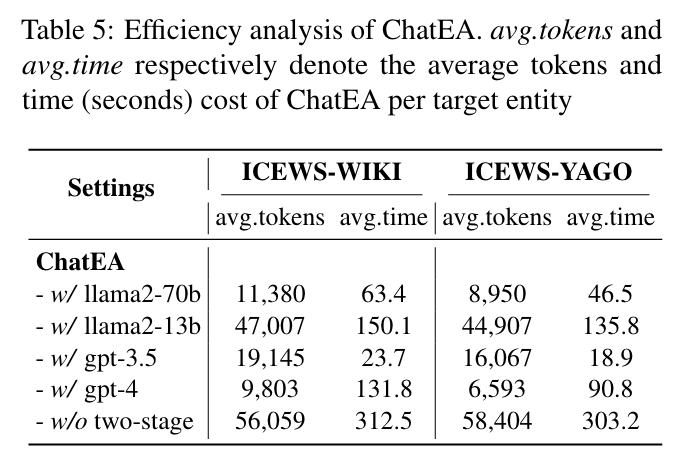 Table 5: Efficiency analysis of ChatEA. avg.tokens and
avg.time respectively denote the average tokens and
time (seconds) cost of ChatEA per target entity
Settings ICEWS-WIKI ICEWS-YAGO
avg.tokens avg.time avg.tokens avg.time
ChatEA
- w/ llama2-70b 11,380 63.4 8,950 46.5
- w/ llama2-13b 47,007 150.1 44,907 135.8
- w/ gpt-3.5 19,145 23.7 16,067 18.9
- w/ gpt-4 9,803 131.8 6,593 90.8
- w/o two-stage 56,059 312.5 58,404 303.2